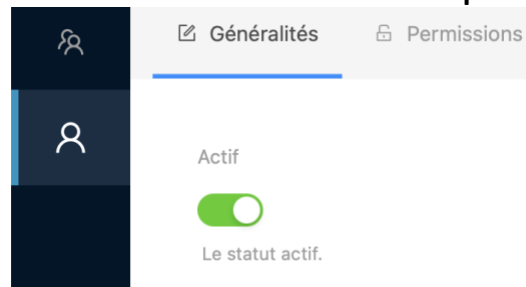 Généralités
Permissions
Actif
Le statut actif.